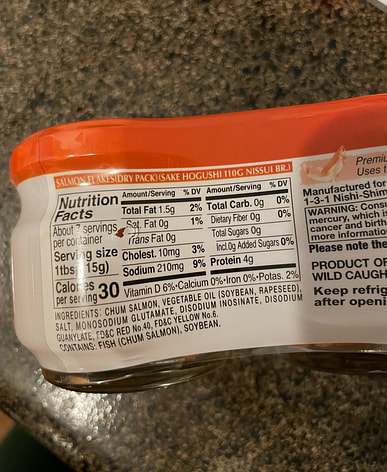 SALMON FLAKES(DRY PACK)(SAKE HOGUSHI 110G NISSUI BR.)
Nutrition
Facts
About 7 servings
per container
Serving size
1tbs 15g)
Calories
per serving 30
Amount/Serving % DV
Total Fat 1.5g 2%
Sat. Fat 0g 1%
Trans Fat 0g
Cholest. 10mg 3%
Sodium 210mg 9%
Amount/Serving % DV
Total Carb. 0g 0%
Dietary Fiber 0g 0%
Total Sugars 0g
Incl.0g Added Sugars 0%
Protein 4g
Vitamin D 6%•Calcium 0%•Iron 0%•Potas. 2%
INGREDIENTS: CHUM SALMON, VEGETABLE OIL (SOYBEAN, RAPESEED),
SALT, MONOSODIUM GLUTAMATE, DISODIUM INOSINATE, DISODIUM
GUANYLATE, FD&C RED No.40, FD&C YELLOW No.6.
CONTAINS: FISH (CHUM SALMON), SOYBEAN.
Premiu
Uses t
Manufactured for
1-3-1 Nishi-Shim
WARNING: Consu
mercury, which
cancer and birth
more information
Please note the
PRODUCT OF
WILD CAUGH
Keep refrig
after openi